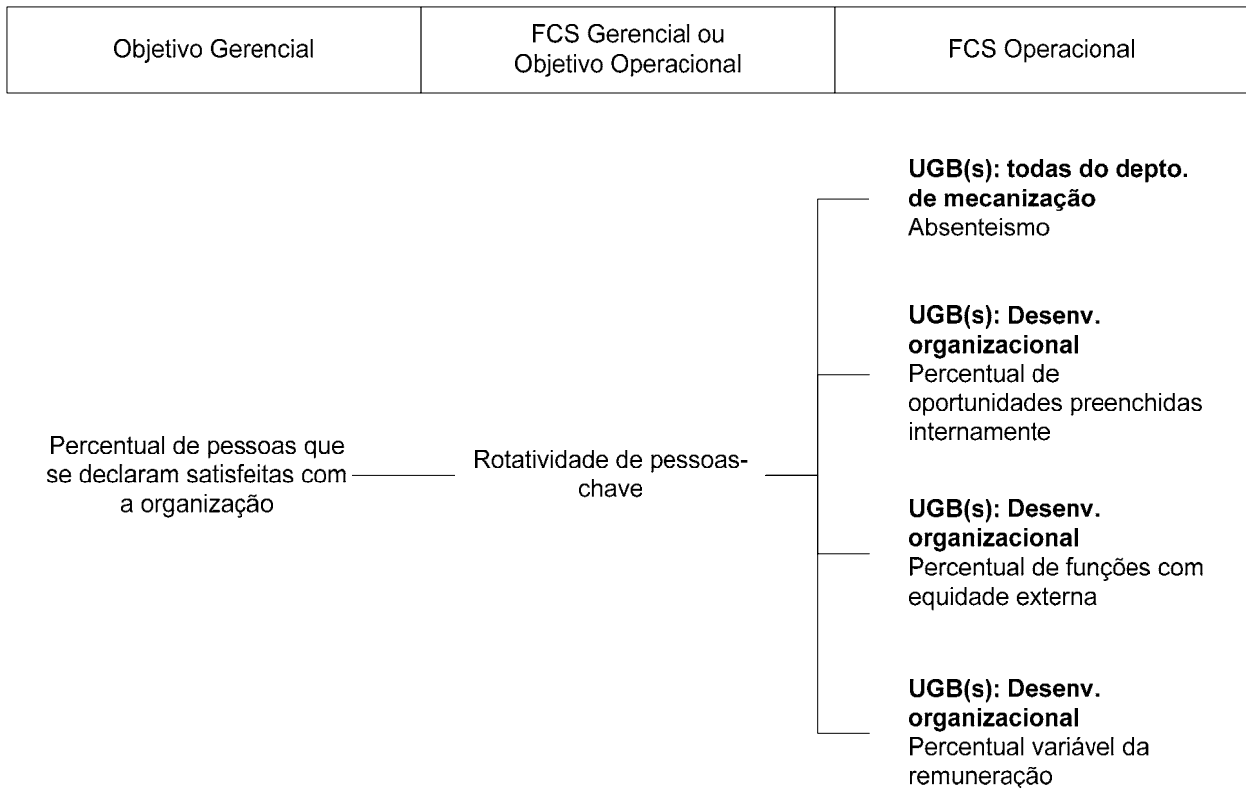 Objetivo Gerencial
FCS Gerencial ou
Objetivo Operacional
FCS Operacional
UGB(s): todas do depto.
de mecanização
Absenteismo
UGB(s): Desenv.
organizacional
Percentual de
oportunidades preenchidas
internamente
Percentual de pessoas que
se declaram satisfeitas com
a organização
Rotatividade de pessoas-
chave
UGB(s): Desenv.
organizacional
Percentual de funções com
equidade externa
UGB(s): Desenv.
organizacional
Percentual variável da
remuneração